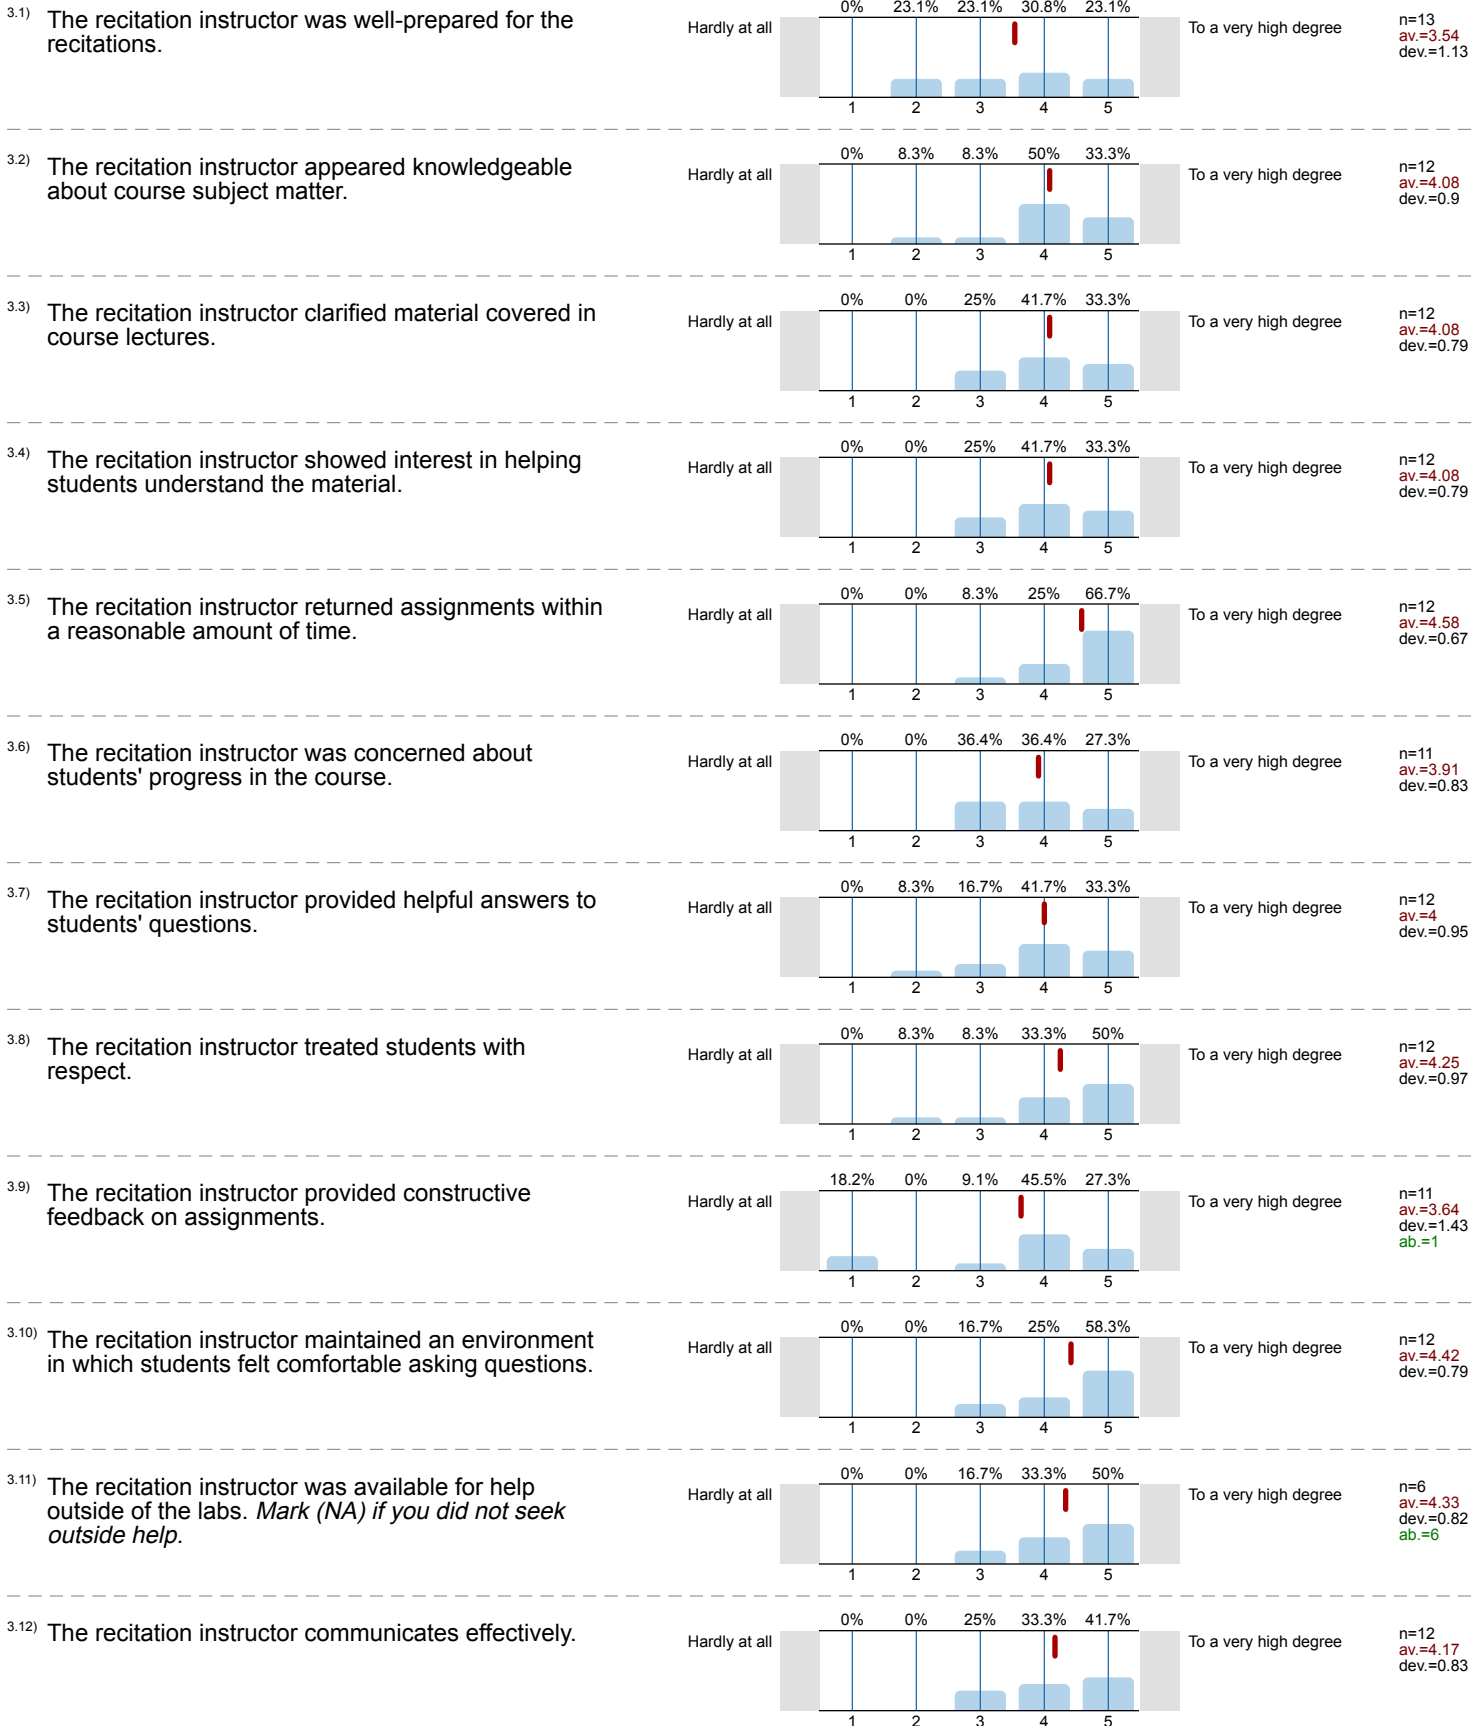 3.1) The recitation instructor was well-prepared for the
recitations.
Hardly at all
0% 23.1% 23.1% 30.8% 23.1%
1 2 3 4 5
To a very high degree
n=13
av.=3.54
dev.=1.13
3.2) The recitation instructor appeared knowledgeable
about course subject matter.
Hardly at all
0% 8.3% 8.3% 50% 33.3%
1 2 3 4 5
To a very high degree
n=12
av.=4.08
dev.=0.9
3.3) The recitation instructor clarified material covered in
course lectures.
Hardly at all
0% 0% 25% 41.7% 33.3%
1 2 3 4 5
To a very high degree
n=12
av.=4.08
dev.=0.79
3.4) The recitation instructor showed interest in helping
students understand the material.
Hardly at all
0% 0% 25% 41.7% 33.3%
1 2 3 4 5
To a very high degree
n=12
av.=4.08
dev.=0.79
3.5) The recitation instructor returned assignments within
a reasonable amount of time.
Hardly at all
0% 0% 8.3% 25% 66.7%
1 2 3 4 5
To a very high degree
n=12
av.=4.58
dev.=0.67
3.6) The recitation instructor was concerned about
students' progress in the course.
Hardly at all
0% 0% 36.4% 36.4% 27.3%
1 2 3 4 5
To a very high degree
n=11
av.=3.91
dev.=0.83
3.7) The recitation instructor provided helpful answers to
students' questions.
Hardly at all
0% 8.3% 16.7% 41.7% 33.3%
1 2 3 4 5
To a very high degree
n=12
av.=4
dev.=0.95
3.8) The recitation instructor treated students with
respect.
Hardly at all
0% 8.3% 8.3% 33.3% 50%
1 2 3 4 5
To a very high degree
n=12
av.=4.25
dev.=0.97
3.9) The recitation instructor provided constructive
feedback on assignments.
Hardly at all
18.2% 0% 9.1% 45.5% 27.3%
1 2 3 4 5
To a very high degree
n=11
av.=3.64
dev.=1.43
ab.=1
3.10) The recitation instructor maintained an environment
in which students felt comfortable asking questions.
Hardly at all
0% 0% 16.7% 25% 58.3%
1 2 3 4 5
To a very high degree
n=12
av.=4.42
dev.=0.79
3.11) The recitation instructor was available for help
outside of the labs. Mark (NA) if you did not seek
outside help.
Hardly at all
0% 0% 16.7% 33.3% 50%
1 2 3 4 5
To a very high degree
n=6
av.=4.33
dev.=0.82
ab.=6
3.12) The recitation instructor communicates effectively.
Hardly at all
0% 0% 25% 33.3% 41.7%
1 2 3 4 5
To a very high degree
n=12
av.=4.17
dev.=0.83